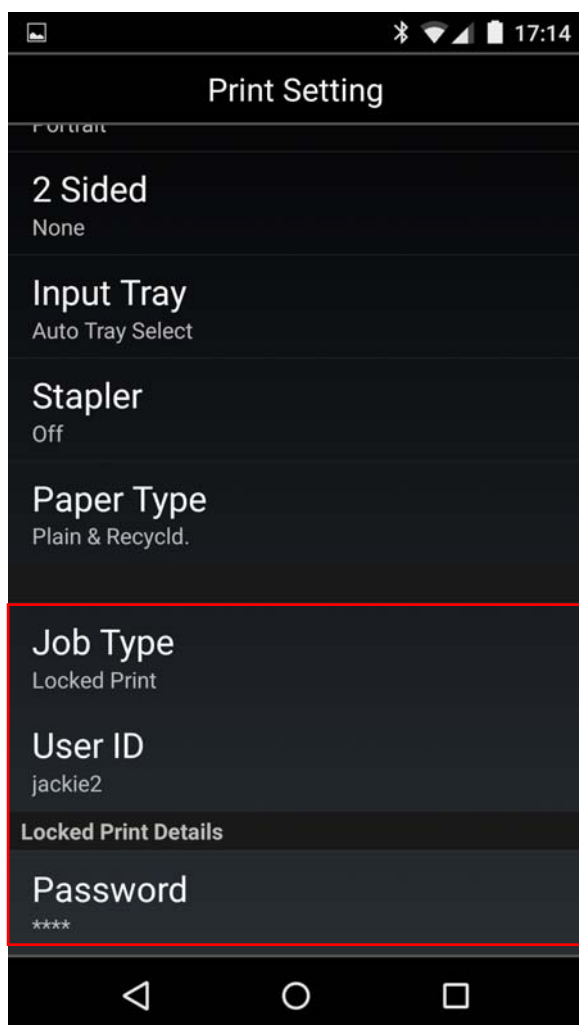 17:14
Print Setting
Portrait
2 Sided
None
Input Tray
Auto Tray Select
Stapler
Off
Paper Type
Plain & Recycld.
Job Type
Locked Print
User ID
jackie2
Locked Print Details
Password
****